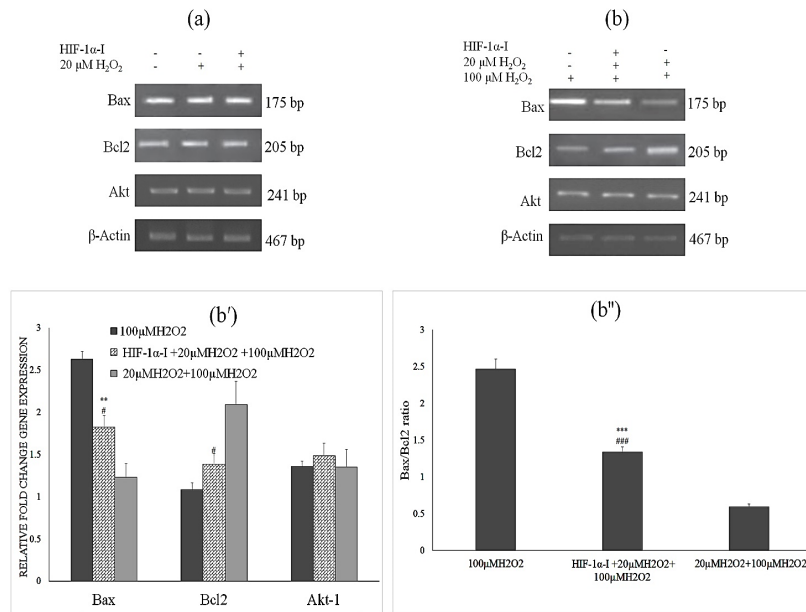 (a)
HIF-1α-I - - +
20 μM H₂O₂ - + +
Bax 175 bp
Bcl2 205 bp
Akt 241 bp
β-Actin 467 bp
(b)
HIF-1α-I - + -
20 μM H₂O₂ - + +
100 μM H₂O₂ + + +
Bax 175 bp
Bcl2 205 bp
Akt 241 bp
β-Actin 467 bp
(b')
100μMH2O2
HIF-1α-I +20μMH2O2 +100μMH2O2
20μMH2O2+100μMH2O2
RELATIVE FOLD CHANGE GENE EXPRESSION
3
2.5
2
1.5
1
0.5
0
**
#
#
Bax Bcl2 Akt-1
(b'')
Bax/Bcl2 ratio
3
2.5
2
1.5
1
0.5
0
***
###
100μMH2O2
HIF-1α-I +20μMH2O2+
100μMH2O2
20μMH2O2+100μMH2O2